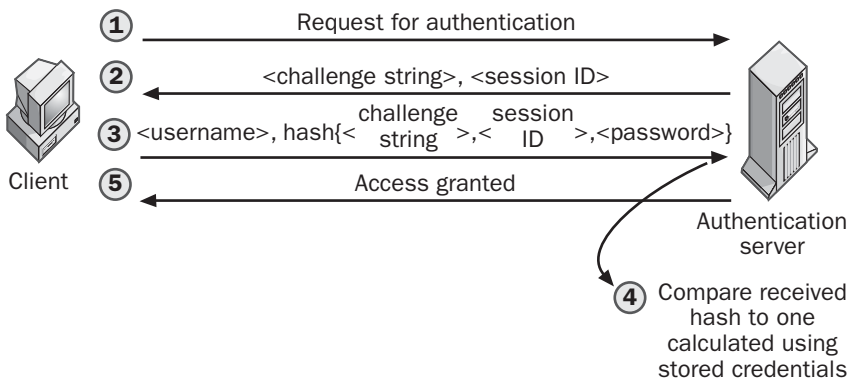 1 Request for authentication
2 <challenge string>, <session ID>
3 <username>, hash{< challenge string >,< session ID >,<password>}
Client
5 Access granted
Authentication
server
4 Compare received
hash to one
calculated using
stored credentials